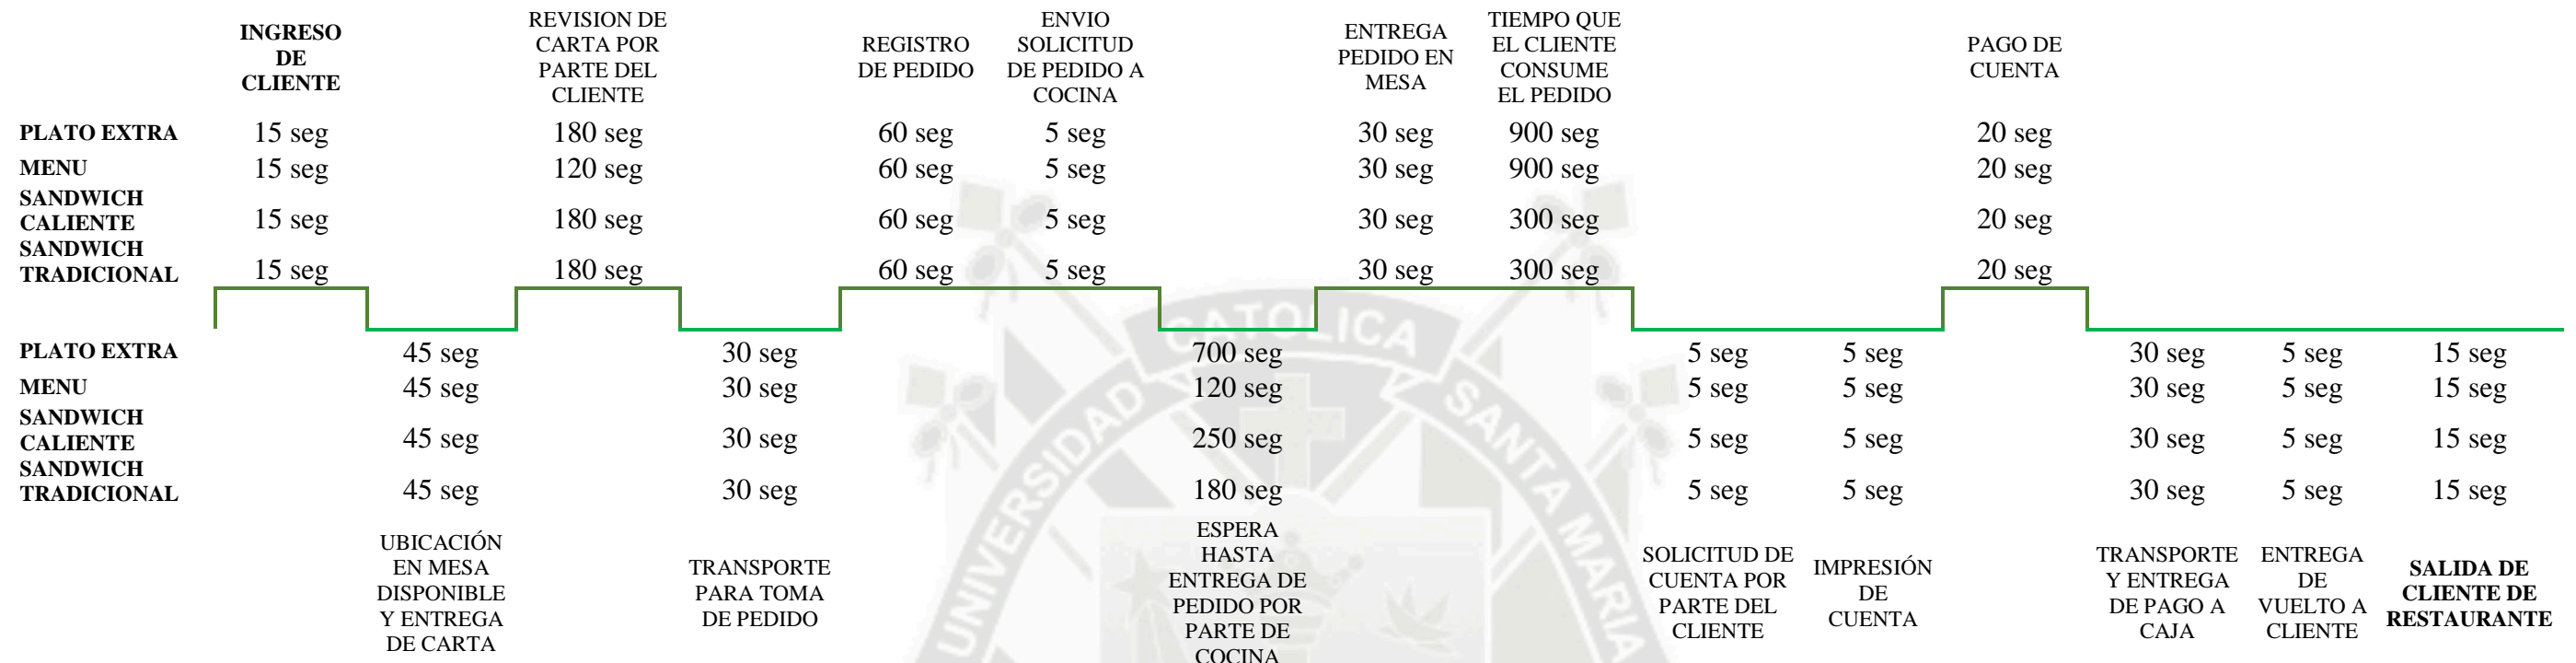 INGRESO
DE
CLIENTE
REVISION DE
CARTA POR
PARTE DEL
CLIENTE
REGISTRO
DE PEDIDO
ENVIO
SOLICITUD
DE PEDIDO A
COCINA
ENTREGA
PEDIDO EN
MESA
TIEMPO QUE
EL CLIENTE
CONSUME
EL PEDIDO
PAGO DE
CUENTA
PLATO EXTRA 15 seg 180 seg 60 seg 5 seg 30 seg 900 seg 20 seg
MENU 15 seg 120 seg 60 seg 5 seg 30 seg 900 seg 20 seg
SANDWICH
CALIENTE 15 seg 180 seg 60 seg 5 seg 30 seg 300 seg 20 seg
SANDWICH
TRADICIONAL 15 seg 180 seg 60 seg 5 seg 30 seg 300 seg 20 seg
PLATO EXTRA 45 seg 30 seg 700 seg 5 seg 5 seg 30 seg 5 seg 15 seg
MENU 45 seg 30 seg 120 seg 5 seg 5 seg 30 seg 5 seg 15 seg
SANDWICH
CALIENTE 45 seg 30 seg 250 seg 5 seg 5 seg 30 seg 5 seg 15 seg
SANDWICH
TRADICIONAL 45 seg 30 seg 180 seg 5 seg 5 seg 30 seg 5 seg 15 seg
UBICACIÓN
EN MESA
DISPONIBLE
Y ENTREGA
DE CARTA
TRANSPORTE
PARA TOMA
DE PEDIDO
ESPERA
HASTA
ENTREGA DE
PEDIDO POR
PARTE DE
COCINA
SOLICITUD DE
CUENTA POR
PARTE DEL
CLIENTE
IMPRESIÓN
DE
CUENTA
TRANSPORTE
Y ENTREGA
DE PAGO A
CAJA
ENTREGA
DE
VUELTO A
CLIENTE
SALIDA DE
CLIENTE DE
RESTAURANTE
UNIVERSIDAD CATOLICA SANTA MARIA